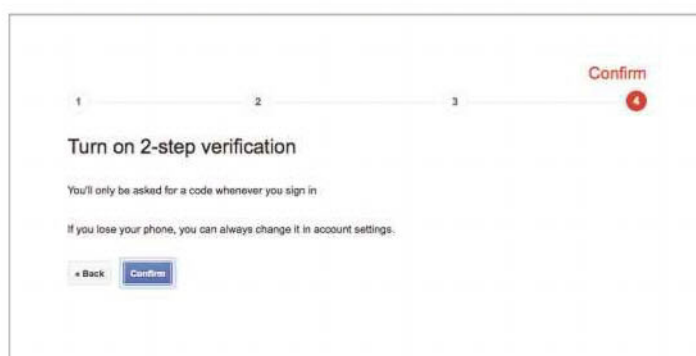 Confirm
1 2 3 4
Turn on 2-step verification
You'll only be asked for a code whenever you sign in
If you lose your phone, you can always change it in account settings.
« Back Confirm